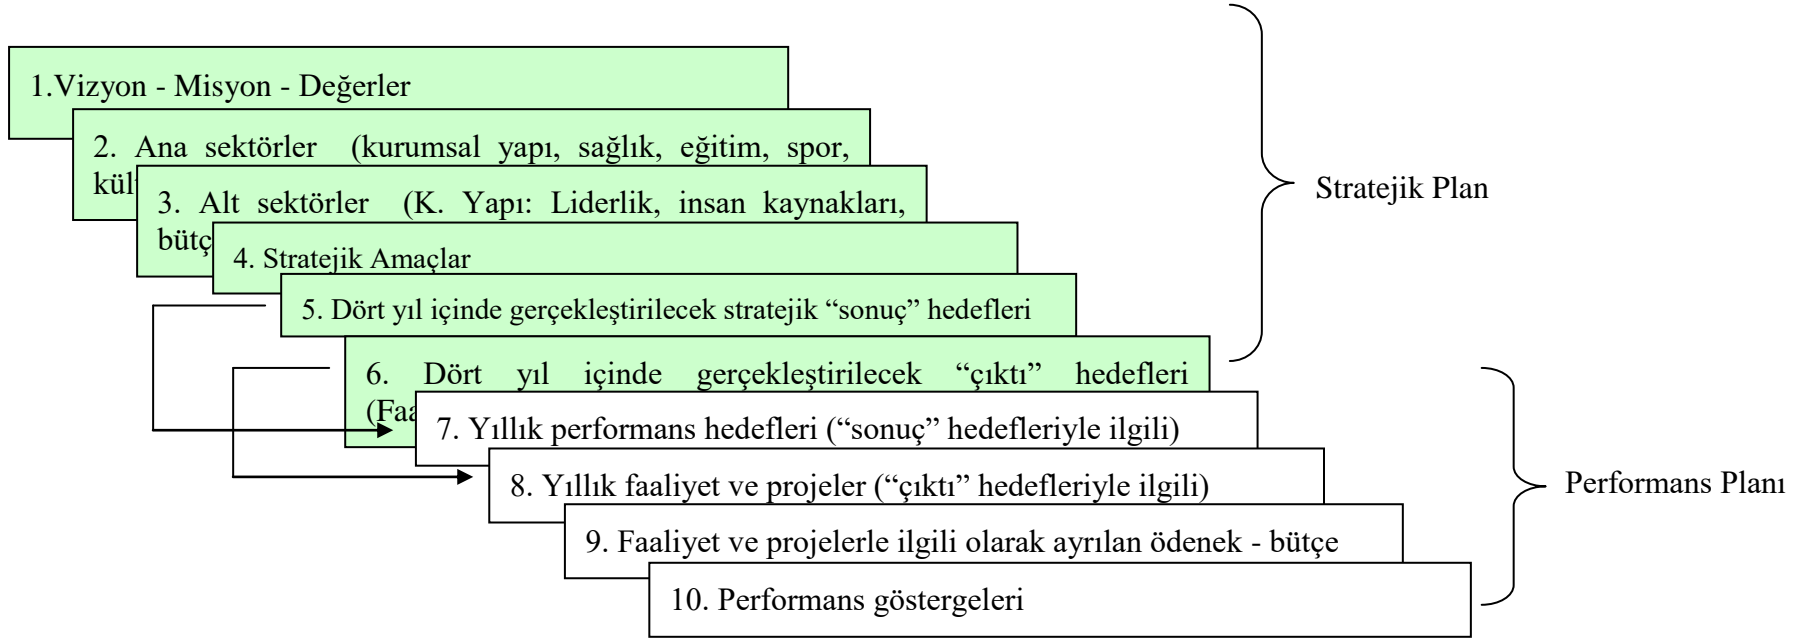 1.Vizyon - Misyon - Değerler
2. Ana sektörler (kurumsal yapı, sağlık, eğitim, spor,
3. Alt sektörler (K. Yapı: Liderlik, insan kaynakları,
4. Stratejik Amaçlar
5. Dört yıl içinde gerçekleştirilecek stratejik “sonuç” hedefleri
6. Dört yıl içinde gerçekleştirilecek “çıktı” hedefleri
7. Yıllık performans hedefleri (“sonuç” hedefleriyle ilgili)
8. Yıllık faaliyet ve projeler (“çıktı” hedefleriyle ilgili)
9. Faaliyet ve projelerle ilgili olarak ayrılan ödenek - bütçe
10. Performans göstergeleri
Stratejik Plan
Performans Planı